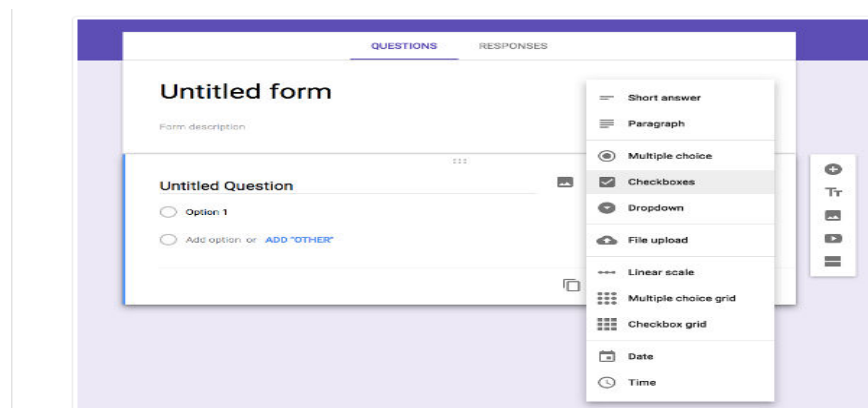 QUESTIONS RESPONSES
Untitled form
Form description
Untitled Question
Option 1
Add option or ADD "OTHER"
Short answer
Paragraph
Multiple choice
Checkboxes
Dropdown
File upload
Linear scale
Multiple choice grid
Checkbox grid
Date
Time
Tт